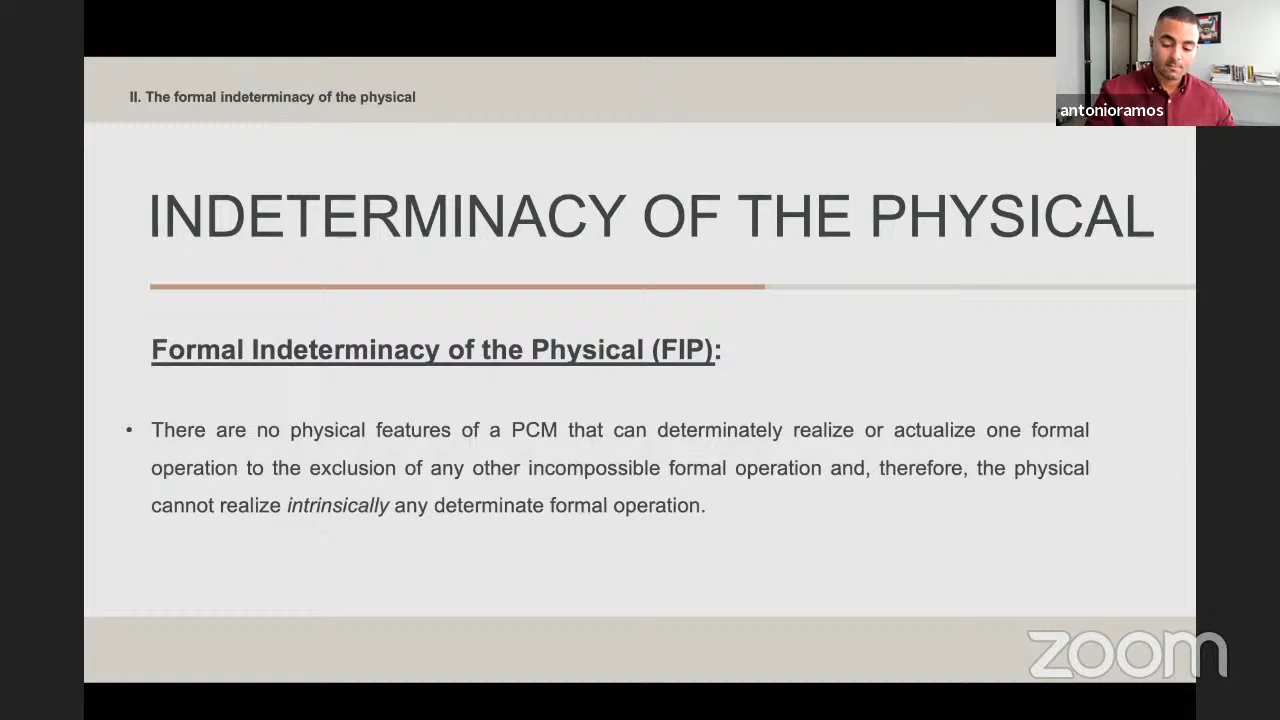 II. The formal indeterminacy of the physical
antonioramos
INDETERMINACY OF THE PHYSICAL
Formal Indeterminacy of the Physical (FIP):
• There are no physical features of a PCM that can determinately realize or actualize one formal
operation to the exclusion of any other incompossible formal operation and, therefore, the physical
cannot realize intrinsically any determinate formal operation.
zoom